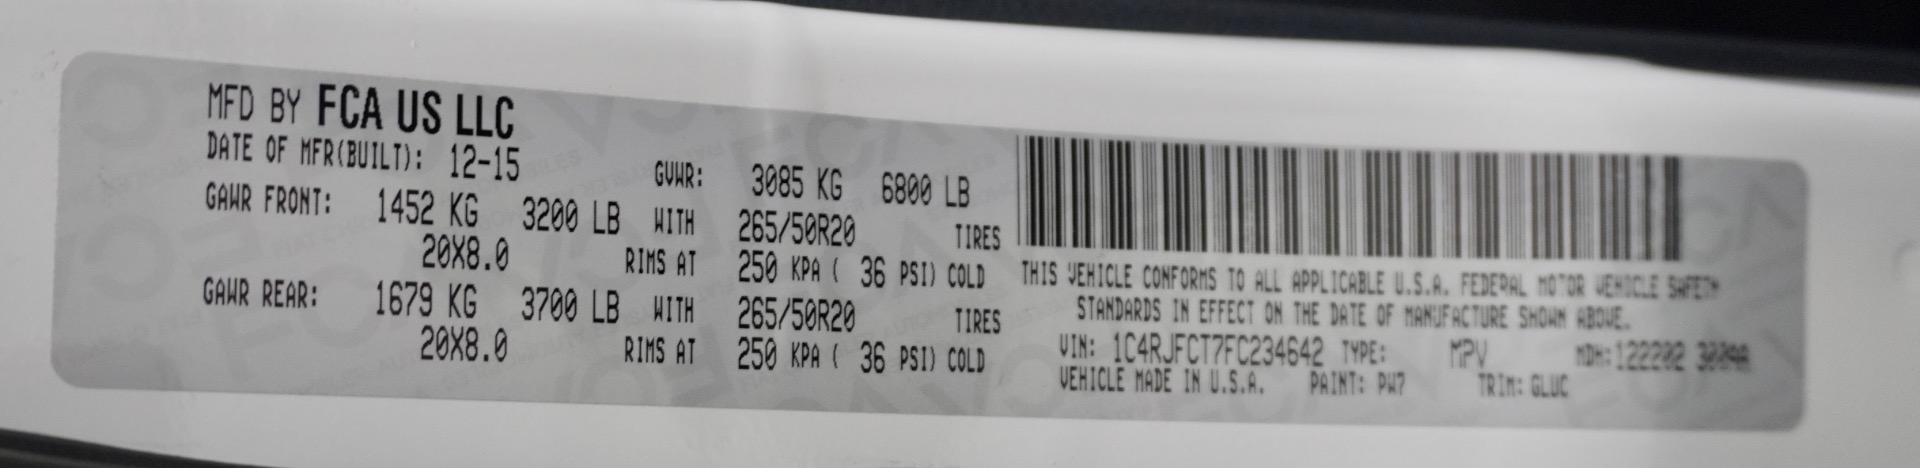 MFD BY FCA US LLC
DATE OF MFR(BUILT): 12-15
GVWR: 3085 KG 6800 LB
GAWR FRONT: 1452 KG 3200 LB WITH 265/50R20 TIRES
20X8.0 RIMS AT 250 KPA ( 36 PSI) COLD
GAWR REAR: 1679 KG 3700 LB WITH 265/50R20 TIRES
20X8.0 RIMS AT 250 KPA ( 36 PSI) COLD
THIS VEHICLE CONFORMS TO ALL APPLICABLE U.S.A. FEDERAL MOTOR VEHICLE SAFETY
STANDARDS IN EFFECT ON THE DATE OF MANUFACTURE SHOWN ABOVE.
VIN: 1C4RJFCT7FC234642 TYPE: MPV MDH: 122202
VEHICLE MADE IN U.S.A. PAINT: PW7 TRIM: GLUC